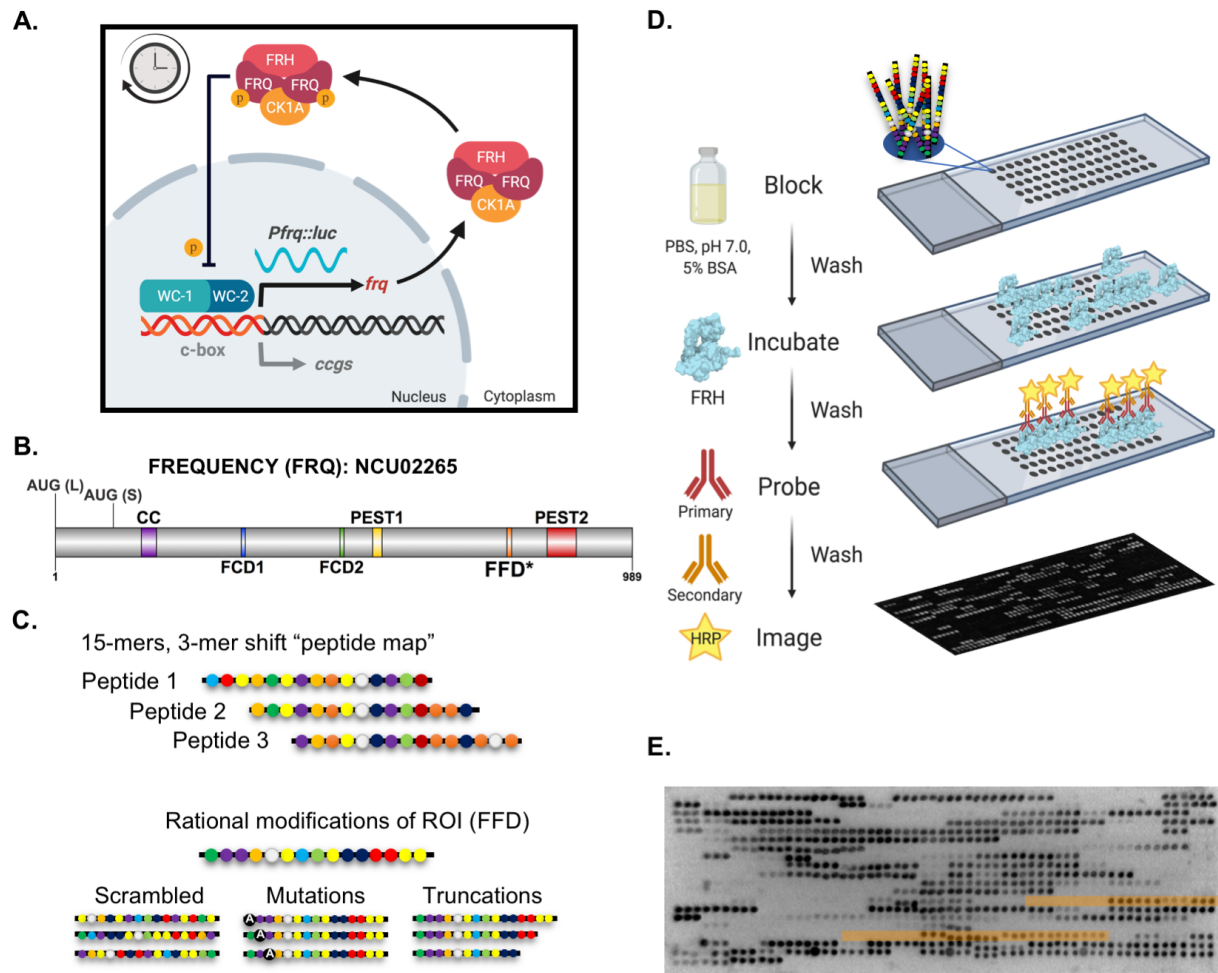 A.
FRH
FRQ FRQ
p p
CK1A
FRH
FRQ FRQ
CK1A
p
Pfrq::luc
WC-1 WC-2
frq
c-box
ccgs
Nucleus Cytoplasm
B.
FREQUENCY (FRQ): NCU02265
AUG (L)
AUG (S)
CC PEST1 PEST2
FCD1 FCD2 FFD*
1 989
C.
15-mers, 3-mer shift “peptide map”
Peptide 1
Peptide 2
Peptide 3
Rational modifications of ROI (FFD)
Scrambled Mutations Truncations
A
A
A
D.
Block
PBS, pH 7.0,
5% BSA
Wash
Incubate
FRH
Wash
Probe
Primary
Wash
Secondary
HRP
Image
E.